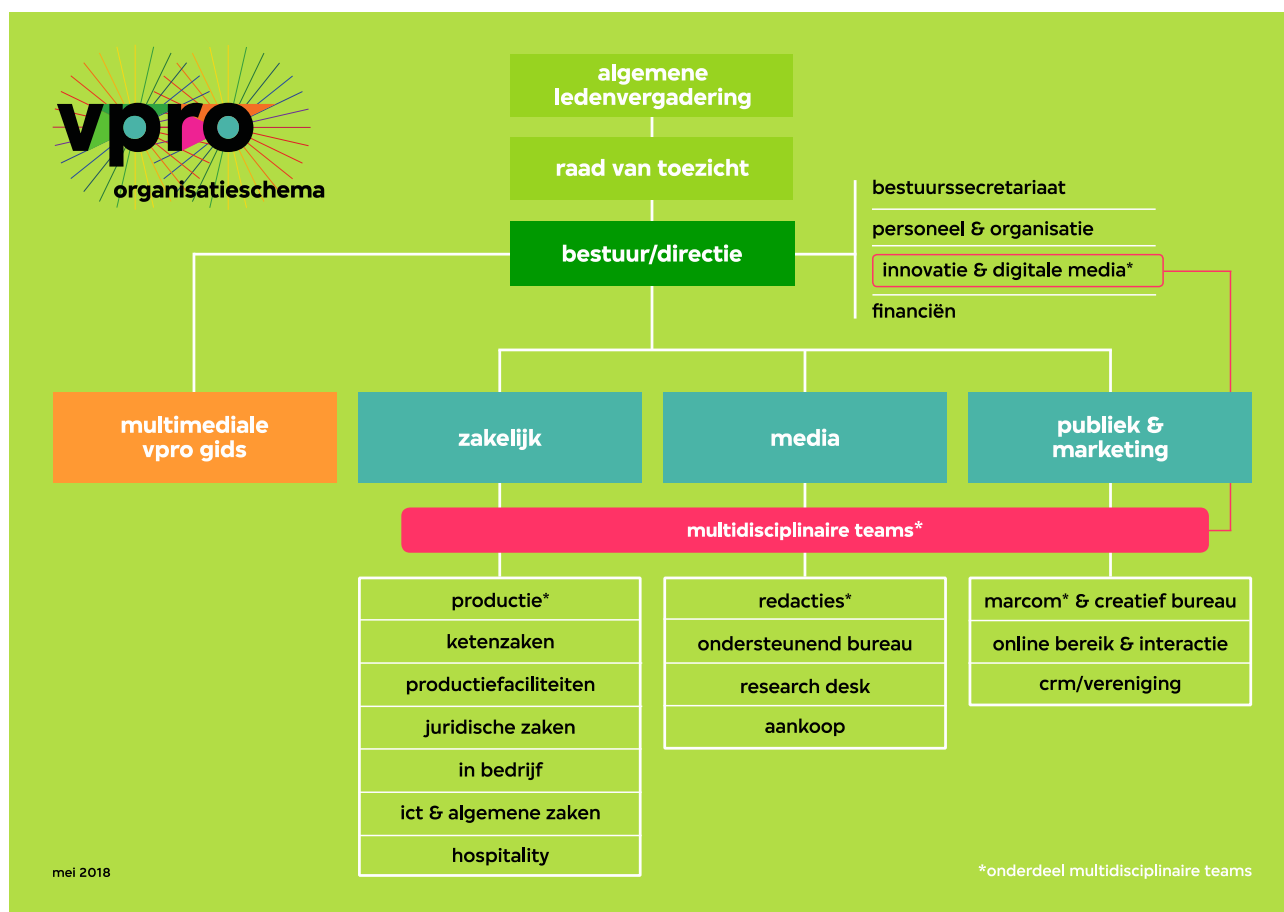 vpro
organisatieschema
algemene
ledenvergadering
raad van toezicht
bestuur/directie
bestuurssecretariaat
personeel & organisatie
innovatie & digitale media*
financiën
multimediale
vpro gids
zakelijk
media
publiek &
marketing
multidisciplinaire teams*
productie*
ketenzaken
productiefaciliteiten
juridische zaken
in bedrijf
ict & algemene zaken
hospitality
redacties*
ondersteunend bureau
research desk
aankoop
marcom* & creatief bureau
online bereik & interactie
crm/vereniging
mei 2018
*onderdeel multidisciplinaire teams